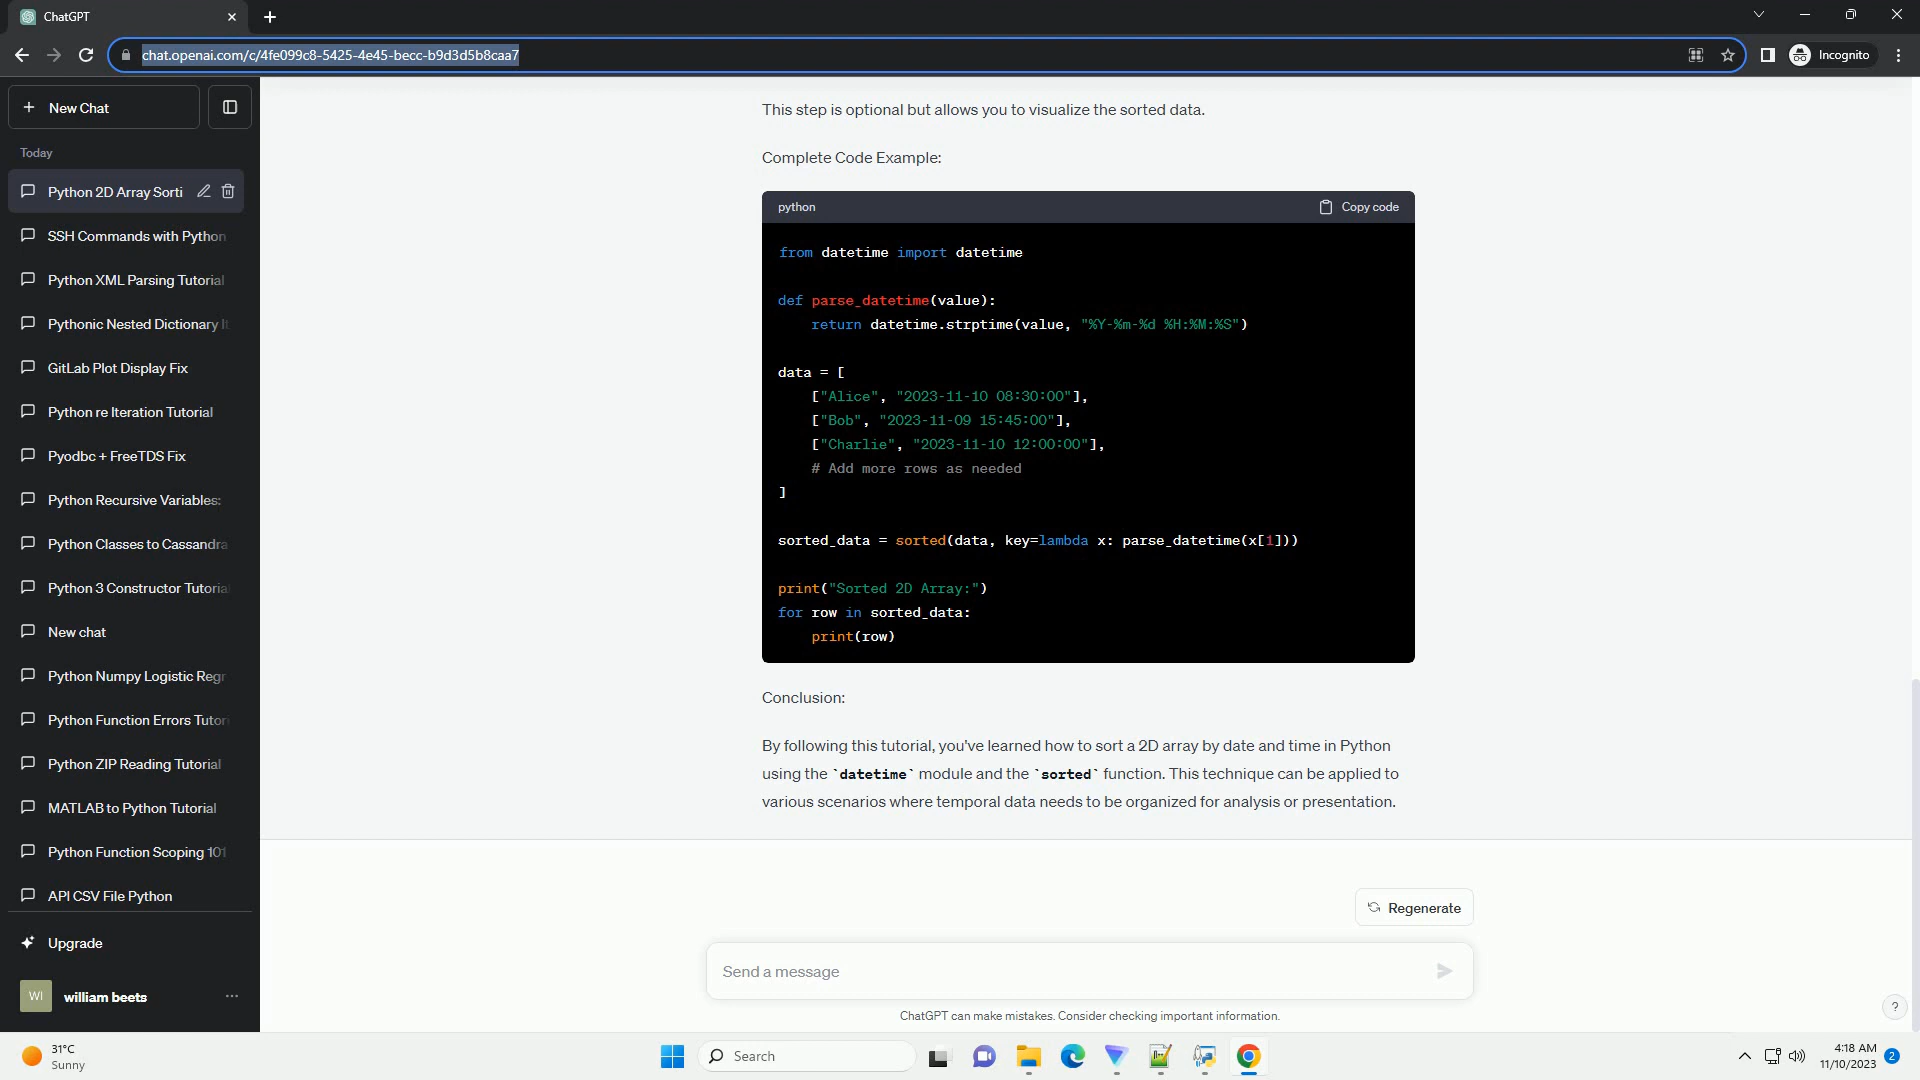 ChatGPT
chat.openai.com/c/4fe099c8-5425-4e45-becc-b9d3d5b8caa7
Incognito
New Chat
Today
Python 2D Array Sorti
SSH Commands with Python
Python XML Parsing Tutorial
Pythonic Nested Dictionary It
GitLab Plot Display Fix
Python re Iteration Tutorial
Pyodbc + FreeTDS Fix
Python Recursive Variables:
Python Classes to Cassandra
Python 3 Constructor Tutorial
New chat
Python Numpy Logistic Regr
Python Function Errors Tutori
Python ZIP Reading Tutorial
MATLAB to Python Tutorial
Python Function Scoping 101
API CSV File Python
Upgrade
WI
william beets
This step is optional but allows you to visualize the sorted data.
Complete Code Example:
python
Copy code
from datetime import datetime
def parse_datetime(value):
    return datetime.strptime(value, "%Y-%m-%d %H:%M:%S")
data = [
    ["Alice", "2023-11-10 08:30:00"],
    ["Bob", "2023-11-09 15:45:00"],
    ["Charlie", "2023-11-10 12:00:00"],
    # Add more rows as needed
]
sorted_data = sorted(data, key=lambda x: parse_datetime(x[1]))
print("Sorted 2D Array:")
for row in sorted_data:
    print(row)
Conclusion:
By following this tutorial, you've learned how to sort a 2D array by date and time in Python
using the `datetime` module and the `sorted` function. This technique can be applied to
various scenarios where temporal data needs to be organized for analysis or presentation.
Regenerate
Send a message
ChatGPT can make mistakes. Consider checking important information.
?
31°C
Sunny
Search
4:18 AM
11/10/2023
2